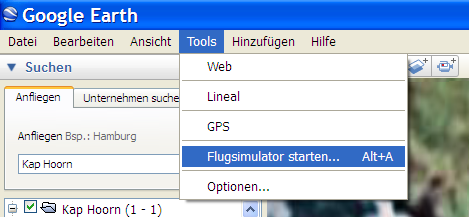 Google Earth
Datei Bearbeiten Ansicht Tools Hinzufügen Hilfe
Suchen
Web
Lineal
GPS
Flugsimulator starten... Alt+A
Optionen...
Anfliegen Unternehmen suche
Anfliegen Bsp.: Hamburg
Kap Hoorn
Kap Hoorn (1 - 1)